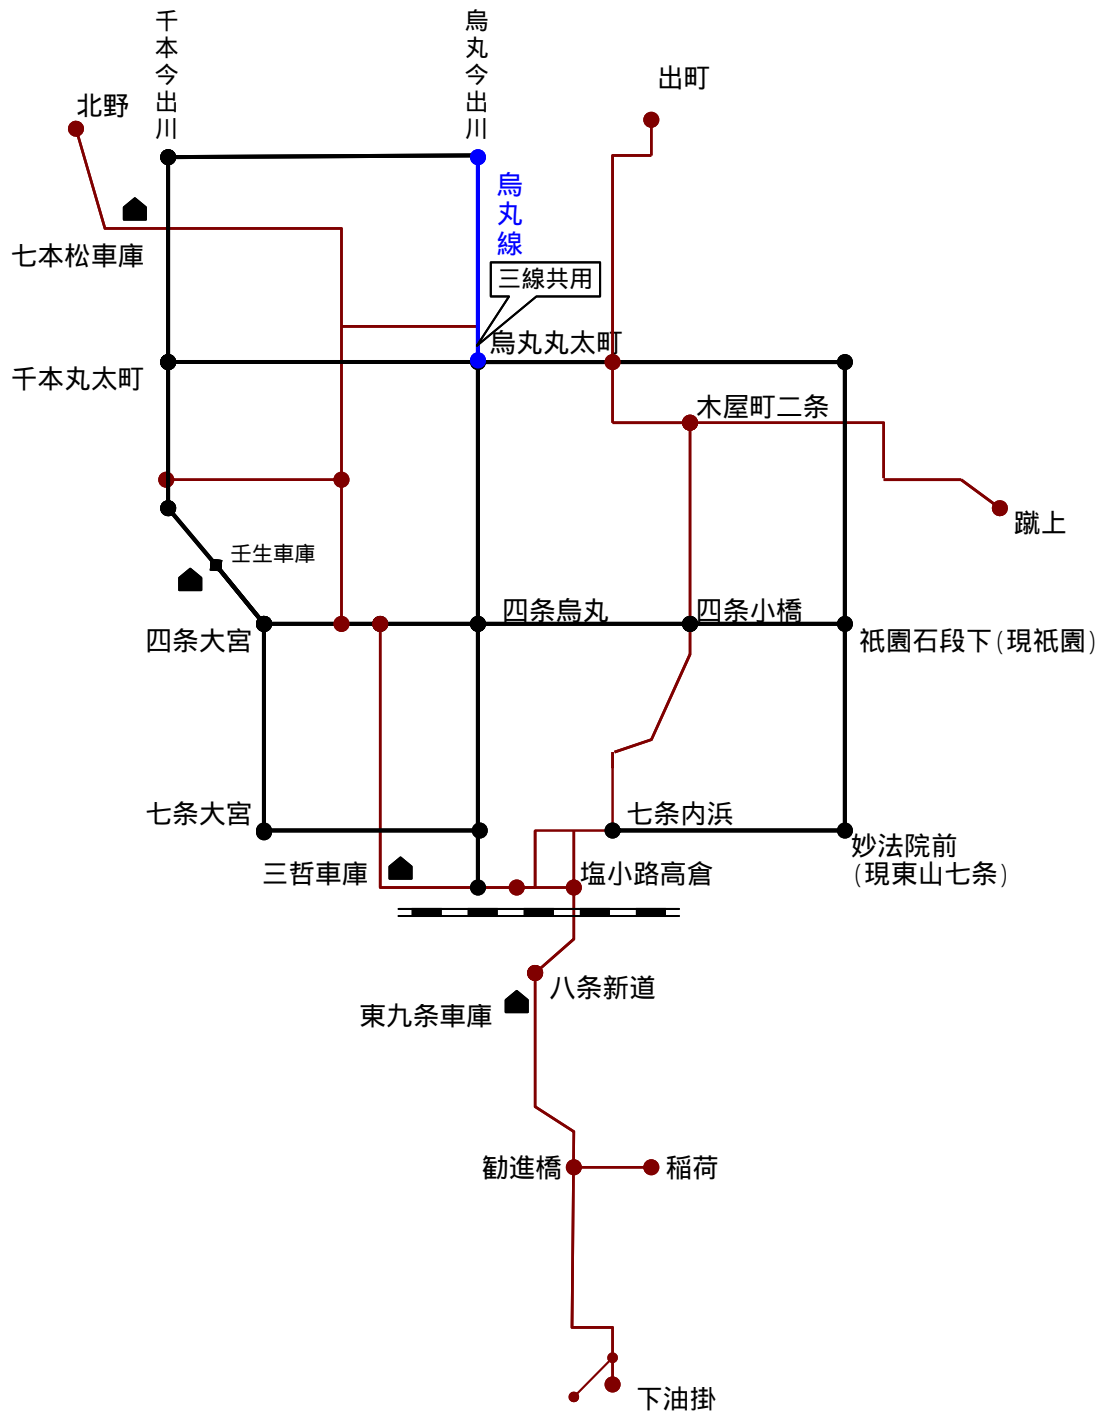 千本今出川
烏丸今出川
出町
北野
烏丸線
七本松車庫
三線共用
烏丸丸太町
千本丸太町
木屋町二条
蹴上
壬生車庫
四条烏丸
四条小橋
四条大宮
祇園石段下(現祇園)
七条大宮
七条内浜
妙法院前
(現東山七条)
三哲車庫
塩小路高倉
八条新道
東九条車庫
勧進橋
稲荷
下油掛